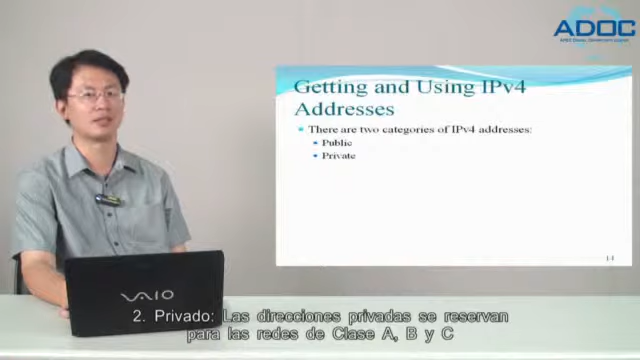 ADOC
Getting and Using IPv4
Addresses
There are two categories of IPv4 addresses:
Public
Private
VAIO
2. Privado: Las direcciones privadas se reservan
para las redes de Clase A, B y C